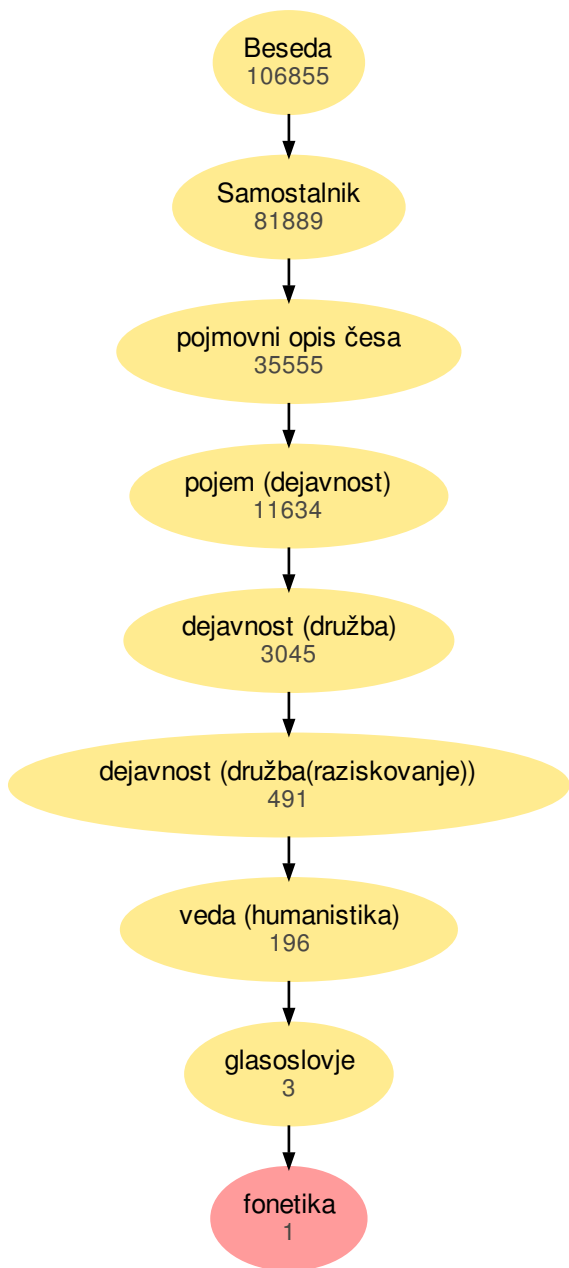 Beseda
106855
Samostalnik
81889
pojmovni opis česa
35555
pojem (dejavnost)
11634
dejavnost (družba)
3045
dejavnost (družba(raziskovanje))
491
veda (humanistika)
196
glasoslovje
3
fonetika
1